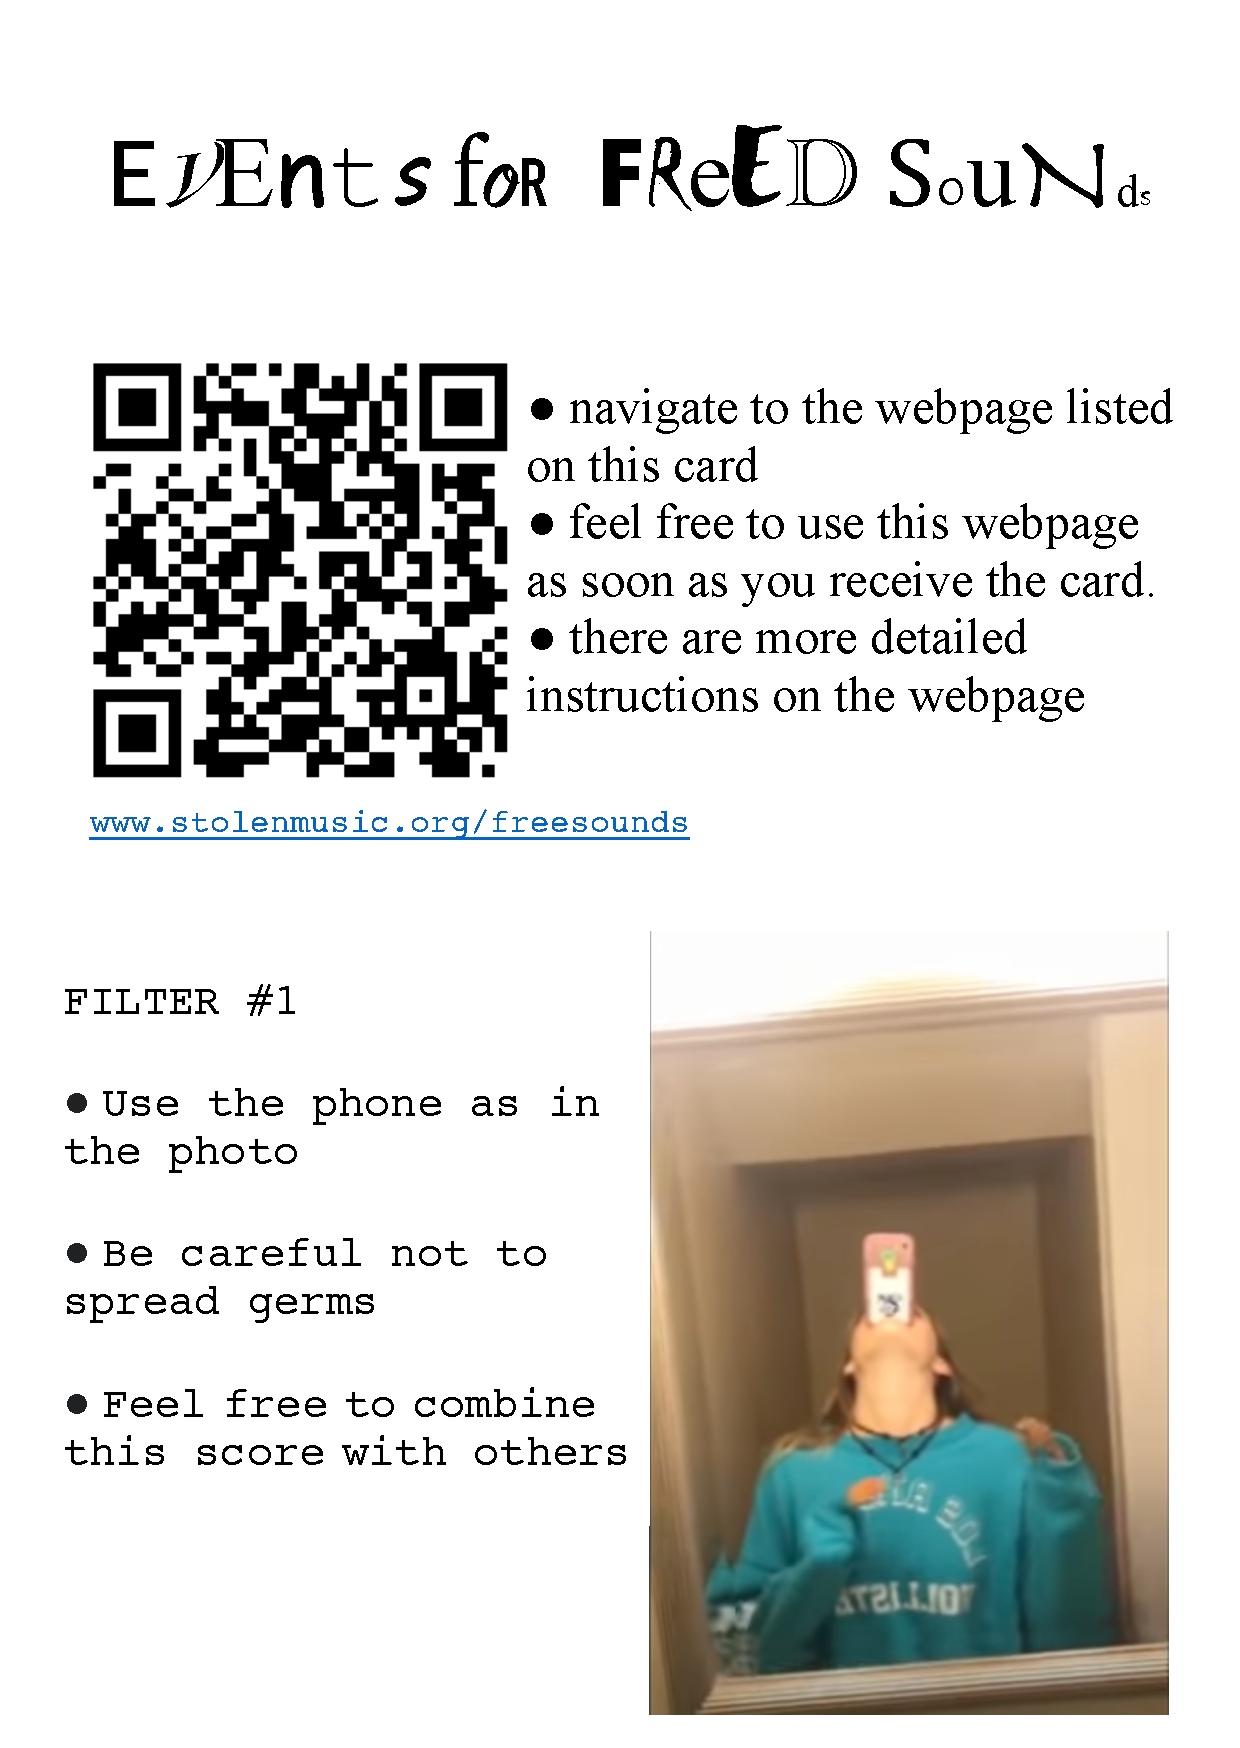 EVEntsfoR FReED SouNds
● navigate to the webpage listed
on this card
● feel free to use this webpage
as soon as you receive the card.
● there are more detailed
instructions on the webpage
www.stolenmusic.org/freesounds
FILTER #1
● Use the phone as in
the photo
● Be careful not to
spread germs
● Feel free to combine
this score with others
LOS
HOLLISTE